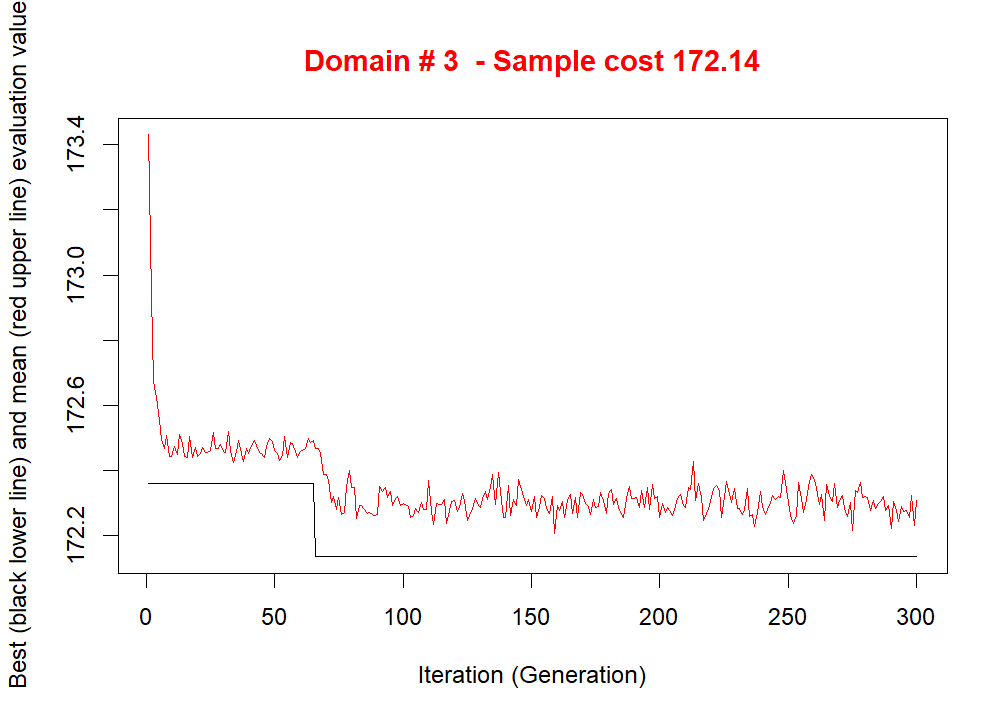 Domain # 3  - Sample cost 172.14
Best (black lower line) and mean (red upper line) evaluation value
173.4
173.0
172.6
172.2
0 50 100 150 200 250 300
Iteration (Generation)